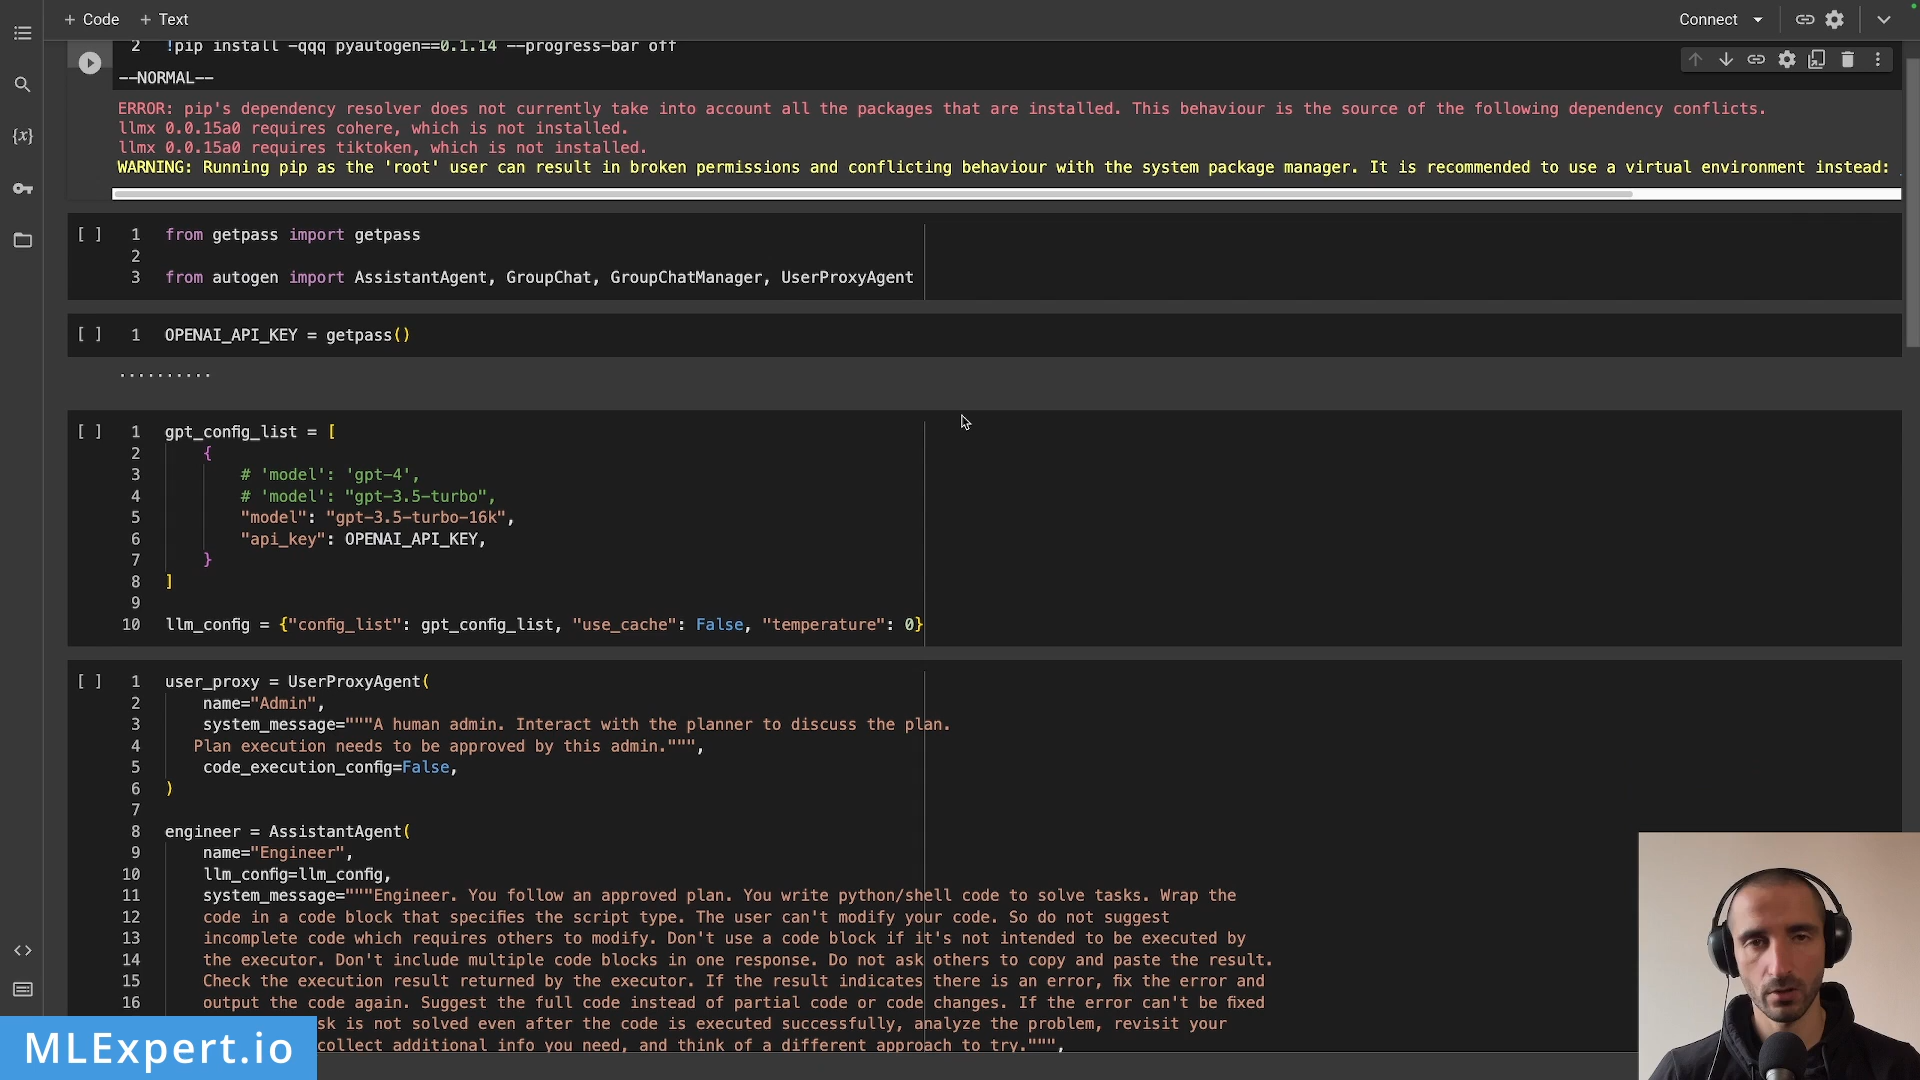 + Code + Text
Connect
2 !pip install -qqq pyautogen==0.1.14 --progress-bar off
--NORMAL--
ERROR: pip's dependency resolver does not currently take into account all the packages that are installed. This behaviour is the source of the following dependency conflicts.
llmx 0.0.15a0 requires cohere, which is not installed.
llmx 0.0.15a0 requires tiktoken, which is not installed.
WARNING: Running pip as the 'root' user can result in broken permissions and conflicting behaviour with the system package manager. It is recommended to use a virtual environment instead:
[ ] 1 from getpass import getpass
2
3 from autogen import AssistantAgent, GroupChat, GroupChatManager, UserProxyAgent
[ ] 1 OPENAI_API_KEY = getpass()
··········
[ ] 1 gpt_config_list = [
2 {
3 # 'model': 'gpt-4',
4 # 'model': "gpt-3.5-turbo",
5 "model": "gpt-3.5-turbo-16k",
6 "api_key": OPENAI_API_KEY,
7 }
8 ]
9
10 llm_config = {"config_list": gpt_config_list, "use_cache": False, "temperature": 0}
[ ] 1 user_proxy = UserProxyAgent(
2 name="Admin",
3 system_message="""A human admin. Interact with the planner to discuss the plan.
4 Plan execution needs to be approved by this admin.""",
5 code_execution_config=False,
6 )
7
8 engineer = AssistantAgent(
9 name="Engineer",
10 llm_config=llm_config,
11 system_message="""Engineer. You follow an approved plan. You write python/shell code to solve tasks. Wrap the
12 code in a code block that specifies the script type. The user can't modify your code. So do not suggest
13 incomplete code which requires others to modify. Don't use a code block if it's not intended to be executed by
14 the executor. Don't include multiple code blocks in one response. Do not ask others to copy and paste the result.
15 Check the execution result returned by the executor. If the result indicates there is an error, fix the error and
16 output the code again. Suggest the full code instead of partial code or code changes. If the error can't be fixed
sk is not solved even after the code is executed successfully, analyze the problem, revisit your
collect additional info you need, and think of a different approach to try.""",
MLExpert.io